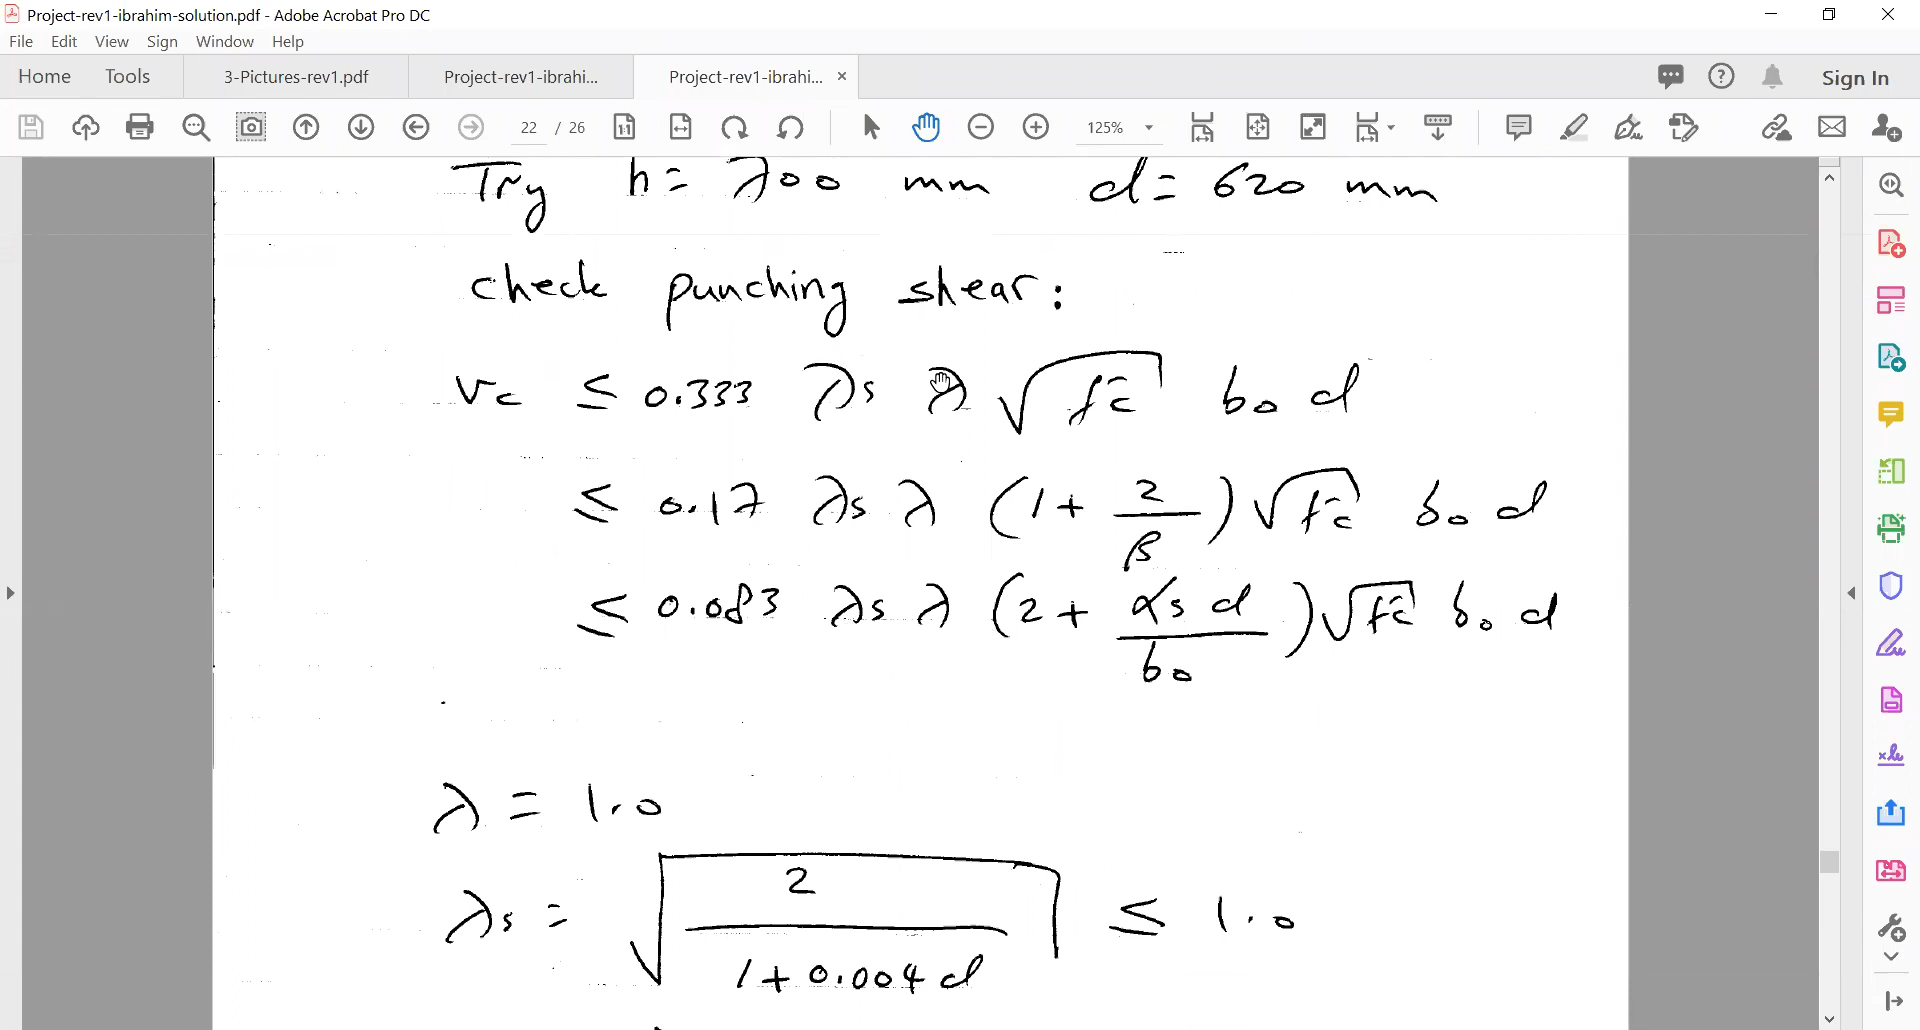 Project-rev1-ibrahim-solution.pdf - Adobe Acrobat Pro DC
File Edit View Sign Window Help
Home Tools 3-Pictures-rev1.pdf Project-rev1-ibrahi... Project-rev1-ibrahi... × Sign In
22 / 26 125%
Try h = 700 mm d = 620 mm
check punching shear:
Vc ≤ 0.333 λs λ √fc' bo d
≤ 0.17 λs λ (1 + 2/β) √fc' bo d
≤ 0.083 λs λ (2 + αs d/bo) √fc' bo d
λ = 1.0
λs = √(2/(1 + 0.004 d)) ≤ 1.0